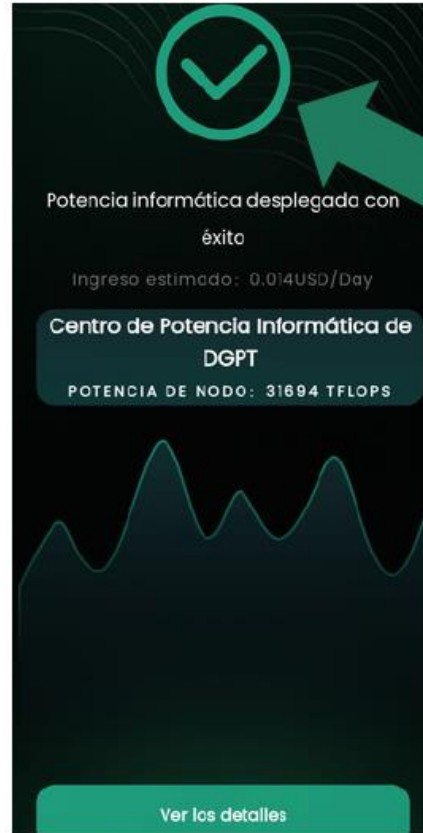 Potencia informática desplegada con
éxito
Ingreso estimado: 0.014USD/Day
Centro de Potencia Informática de
DGPT
POTENCIA DE NODO: 31694 TFLOPS
Ver los detalles